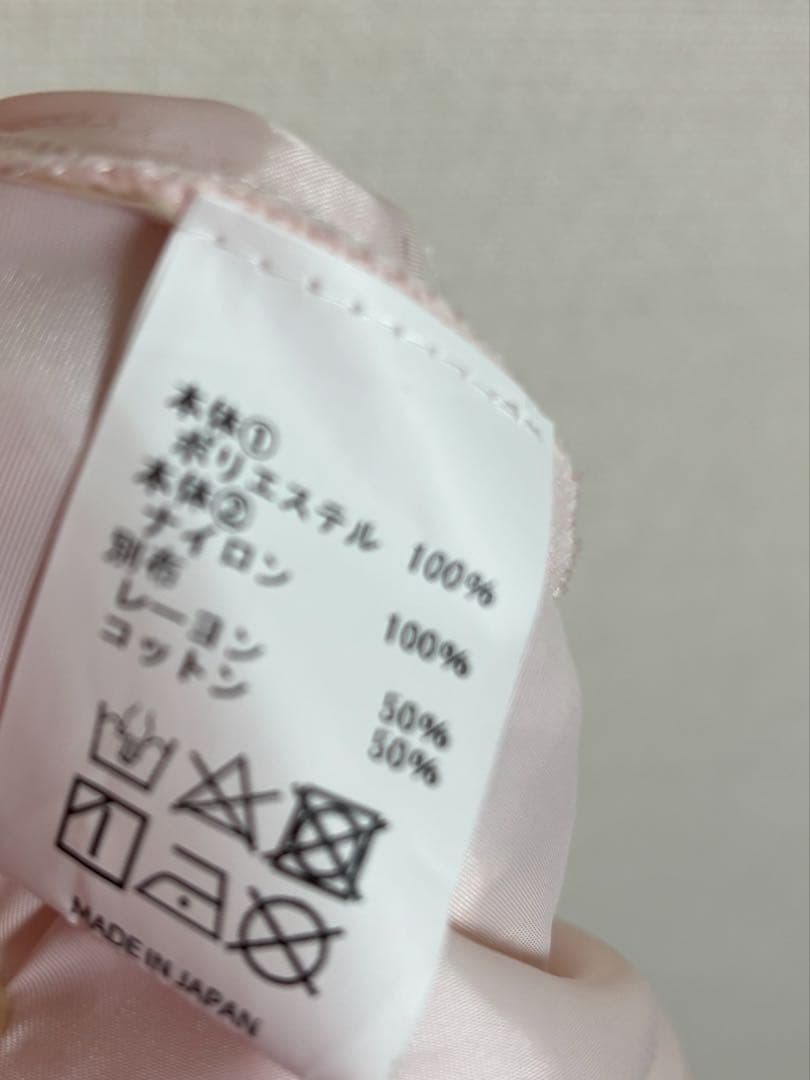 本体①
ポリエステル 100%
本体②
ナイロン 100%
別布
レーヨン 50%
コットン 50%
MADE IN JAPAN